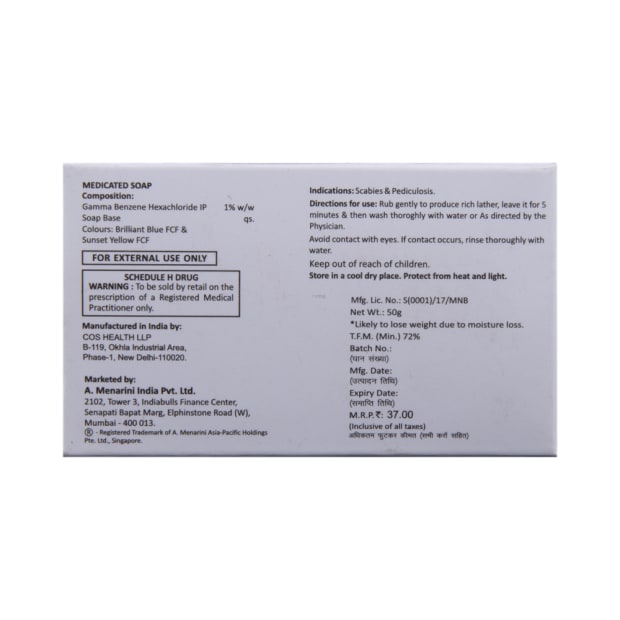 MEDICATED SOAP
Composition:
Gamma Benzene Hexachloride IP 1% w/w
Soap Base qs.
Colours: Brilliant Blue FCF &
Sunset Yellow FCF
FOR EXTERNAL USE ONLY
SCHEDULE H DRUG
WARNING : To be sold by retail on the
prescription of a Registered Medical
Practitioner only.
Manufactured in India by:
COS HEALTH LLP
B-119, Okhla Industrial Area,
Phase-1, New Delhi-110020.
Marketed by:
A. Menarini India Pvt. Ltd.
2102, Tower 3, Indiabulls Finance Center,
Senapati Bapat Marg, Elphinstone Road (W),
Mumbai - 400 013.
® - Registered Trademark of A. Menarini Asia-Pacific Holdings
Pte. Ltd., Singapore.
Indications: Scabies & Pediculosis.
Directions for use: Rub gently to produce rich lather, leave it for 5
minutes & then wash thoroghly with water or As directed by the
Physician.
Avoid contact with eyes. If contact occurs, rinse thoroughly with
water.
Keep out of reach of children.
Store in a cool dry place. Protect from heat and light.
Mfg. Lic. No.: S(0001)/17/MNB
Net Wt.: 50g
*Likely to lose weight due to moisture loss.
T.F.M. (Min.) 72%
Batch No.:
(घान संख्या)
Mfg. Date:
(उत्पादन तिथि)
Expiry Date:
(समाप्ति तिथि)
M.R.P.₹: 37.00
(Inclusive of all taxes)
अधिकतम फुटकर कीमत (सभी करों सहित)